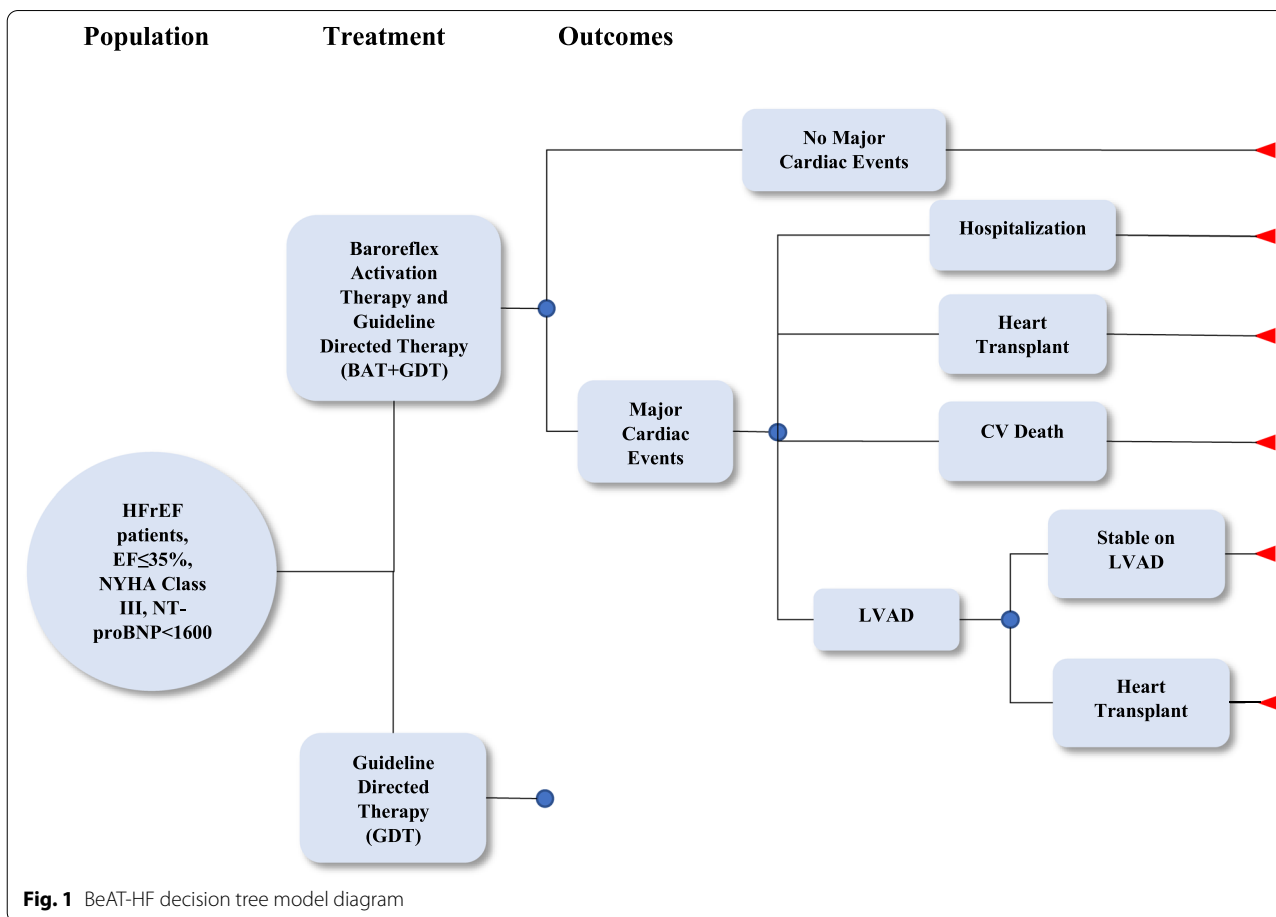 Population
Treatment
Outcomes
No Major
Cardiac Events
Hospitalization
Baroreflex
Activation
Therapy and
Guideline
Directed Therapy
(BAT+GDT)
Heart
Transplant
Major
Cardiac
Events
CV Death
HFrEF
patients,
EF≤35%,
NYHA Class
III, NT-
proBNP<1600
Stable on
LVAD
LVAD
Heart
Transplant
Guideline
Directed
Therapy
(GDT)
Fig. 1 BeAT-HF decision tree model diagram